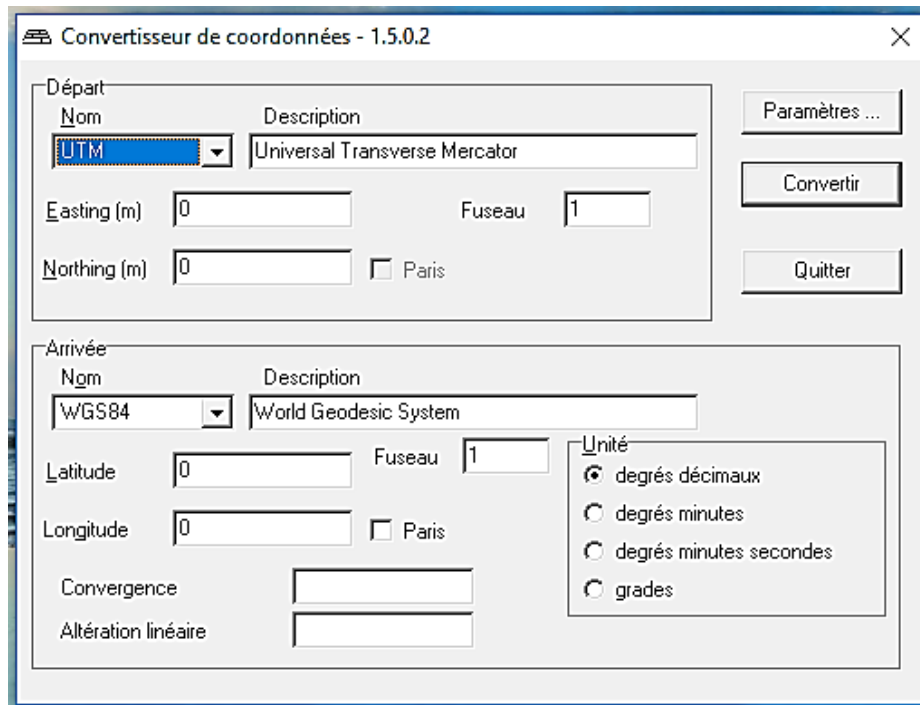 Convertisseur de coordonnées - 1.5.0.2
Départ
Nom Description
UTM Universal Transverse Mercator
Paramètres ...
Convertir
Easting (m) 0 Fuseau 1
Northing (m) 0 Paris
Quitter
Arrivée
Nom Description
WGS84 World Geodesic System
Latitude 0 Fuseau 1
Longitude 0 Paris
Convergence
Altération linéaire
Unité
degrés décimaux
degrés minutes
degrés minutes secondes
grades